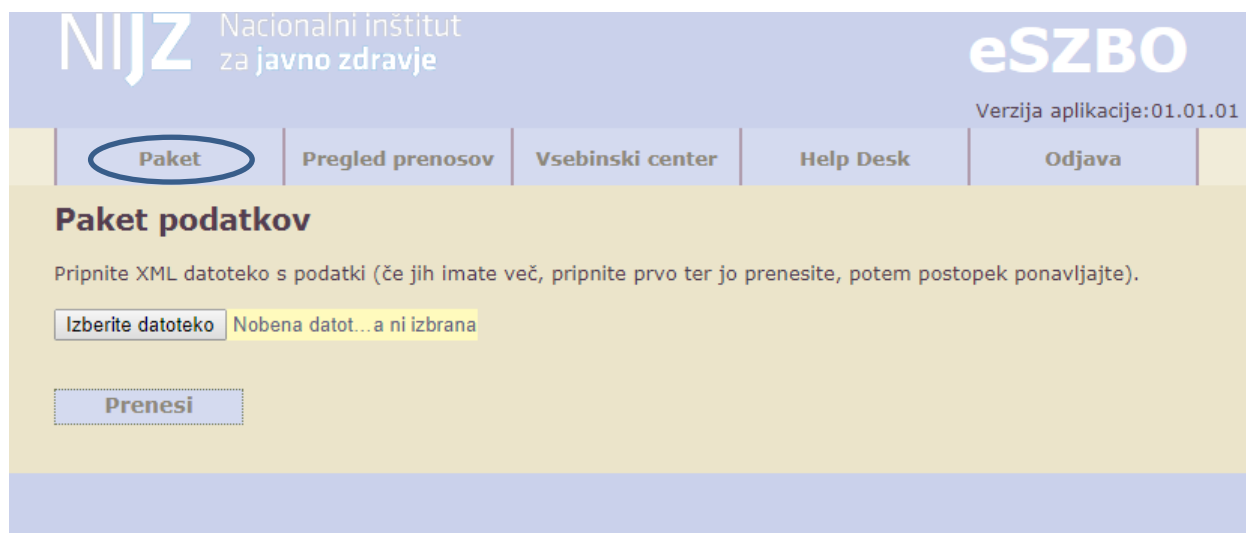 NIJZ Nacionalni inštitut
za javno zdravje
eSZBO
Verzija aplikacije:01.01.01
Paket Pregled prenosov Vsebinski center Help Desk Odjava
Paket podatkov
Pripnite XML datoteko s podatki (če jih imate več, pripnite prvo ter jo prenesite, potem postopek ponavljajte).
Izberite datoteko Nobena datot...a ni izbrana
Prenesi